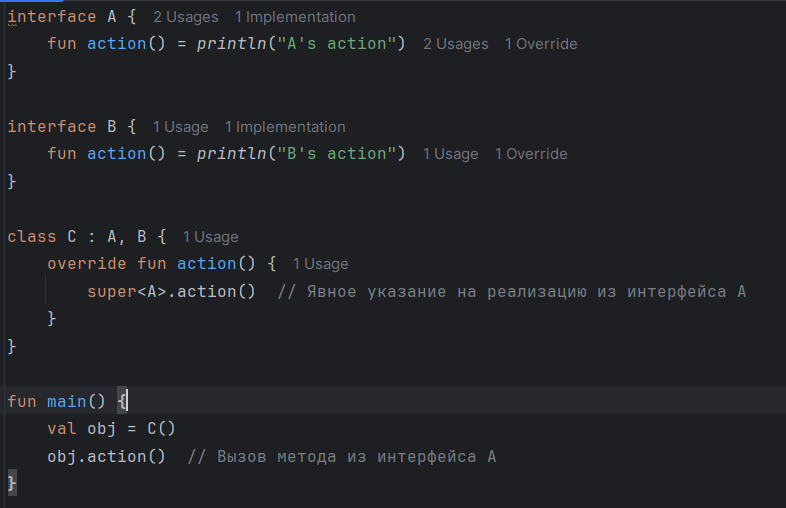 interface A {  2 Usages  1 Implementation
    fun action() = println("A's action")  2 Usages  1 Override
}
interface B {  1 Usage  1 Implementation
    fun action() = println("B's action")  1 Usage  1 Override
}
class C : A, B {  1 Usage
    override fun action() {  1 Usage
        super<A>.action()  // Явное указание на реализацию из интерфейса A
    }
}
fun main() {
    val obj = C()
    obj.action()  // Вызов метода из интерфейса A
}